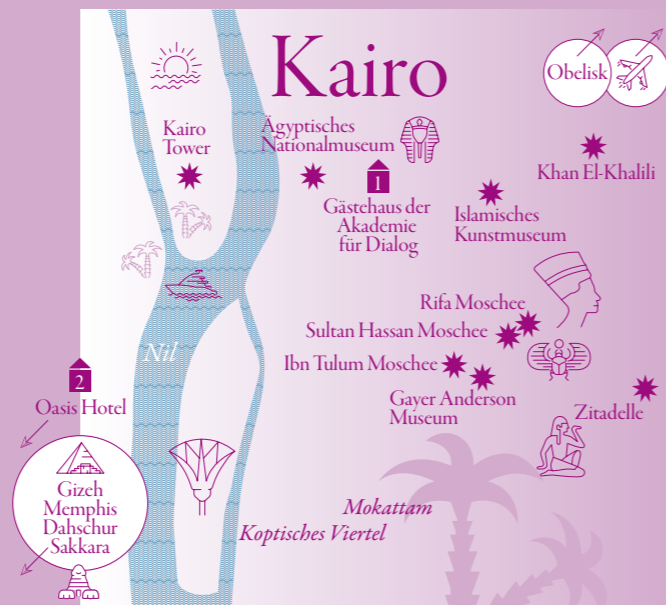 Kairo
Obelisk
Kairo
Tower
Ägyptisches
Nationalmuseum
1
Gästehaus der
Akademie
für Dialog
Khan El-Khalili
Islamisches
Kunstmuseum
Rifa Moschee
Sultan Hassan Moschee
Nil
Ibn Tulum Moschee
Gayer Anderson
Museum
Zitadelle
2
Oasis Hotel
Gizeh
Memphis
Dahschur
Sakkara
Mokattam
Koptisches Viertel